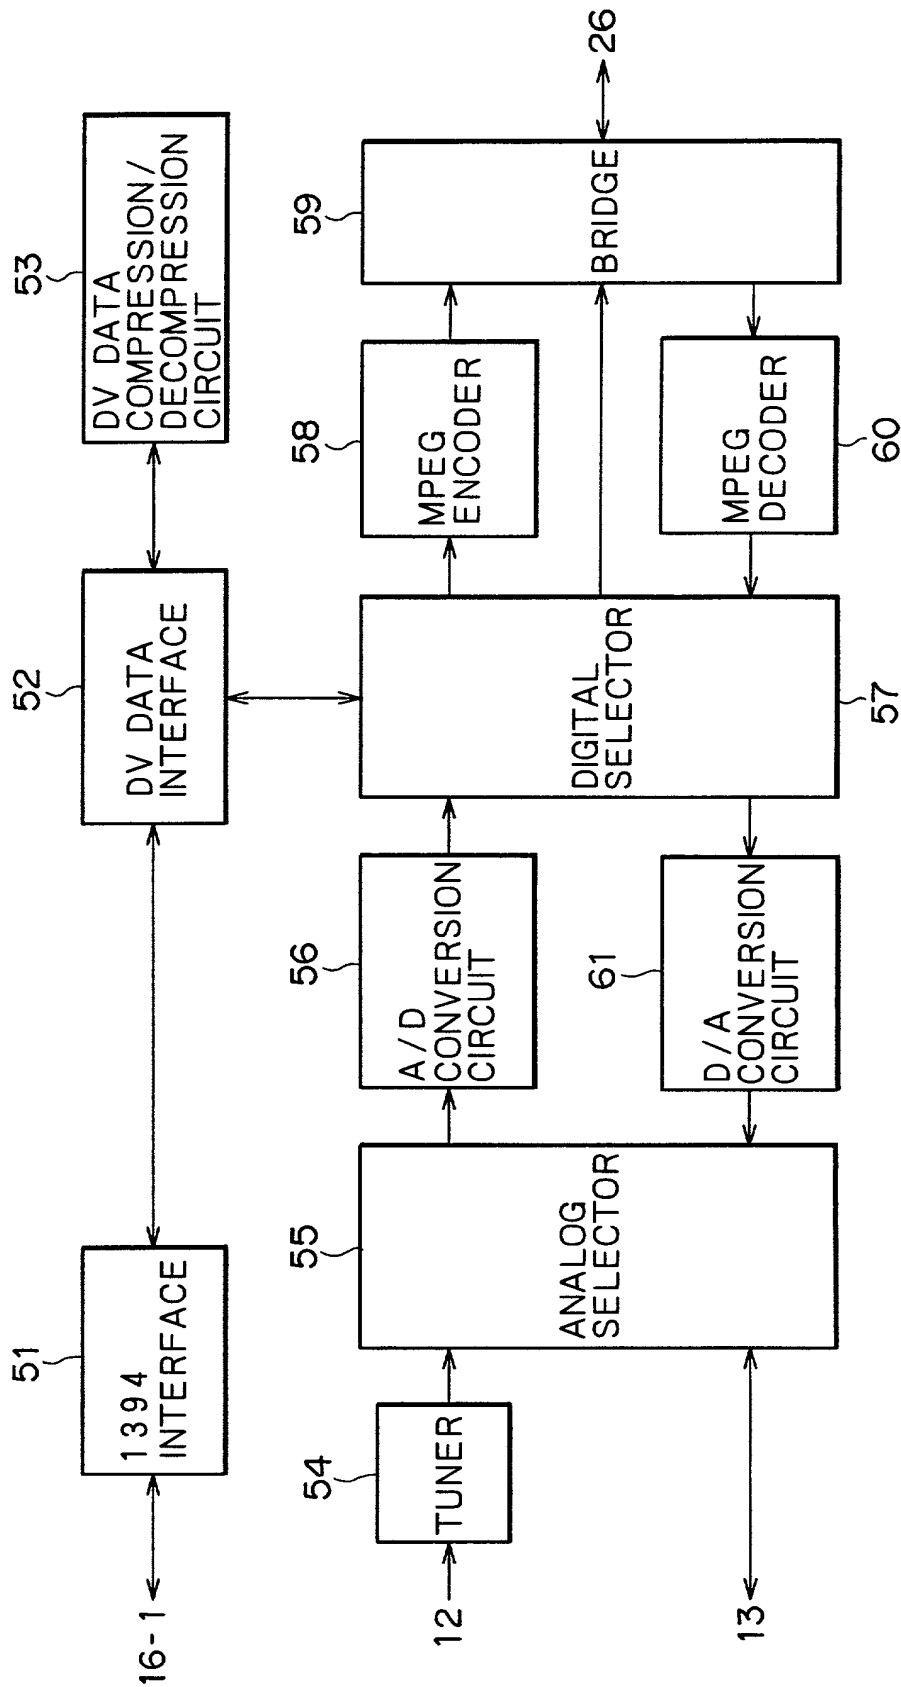 16-1
51
1394
INTERFACE
52
DV DATA
INTERFACE
53
DV DATA
COMPRESSION/
DECOMPRESSION
CIRCUIT
12
54
TUNER
13
55
ANALOG
SELECTOR
56
A/D
CONVERSION
CIRCUIT
61
D/A
CONVERSION
CIRCUIT
57
DIGITAL
SELECTOR
58
MPEG
ENCODER
60
MPEG
DECODER
59
BRIDGE
26